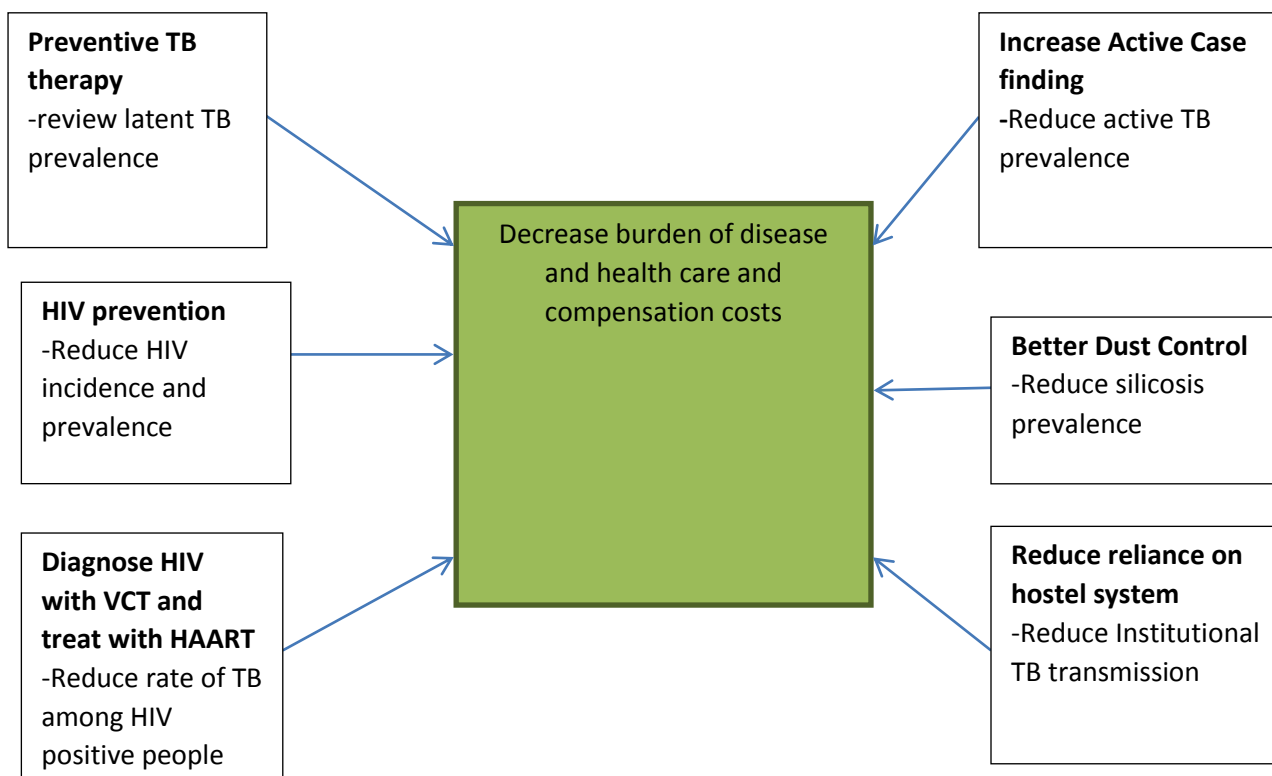 Preventive TB
therapy
-review latent TB
prevalence
HIV prevention
-Reduce HIV
incidence and
prevalence
Diagnose HIV
with VCT and
treat with HAART
-Reduce rate of TB
among HIV
positive people
Decrease burden of disease
and health care and
compensation costs
Increase Active Case
finding
-Reduce active TB
prevalence
Better Dust Control
-Reduce silicosis
prevalence
Reduce reliance on
hostel system
-Reduce Institutional
TB transmission